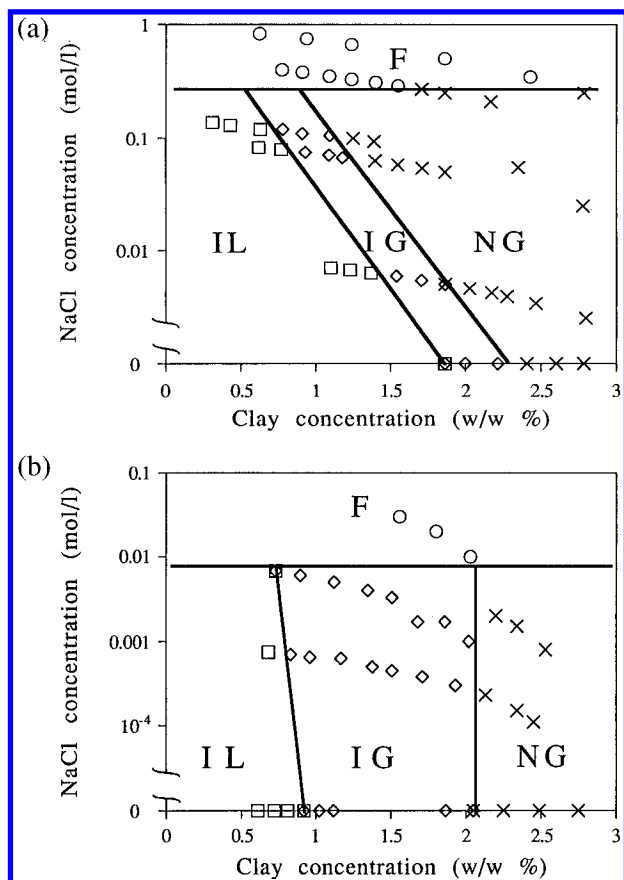 (a)
NaCl concentration (mol/l)
1
0.1
0.01
0
F
IL
IG
NG
0 0.5 1 1.5 2 2.5 3
Clay concentration (w/w %)
(b)
NaCl concentration (mol/l)
0.1
0.01
0.001
10-4
0
F
IL
IG
NG
0 0.5 1 1.5 2 2.5 3
Clay concentration (w/w %)